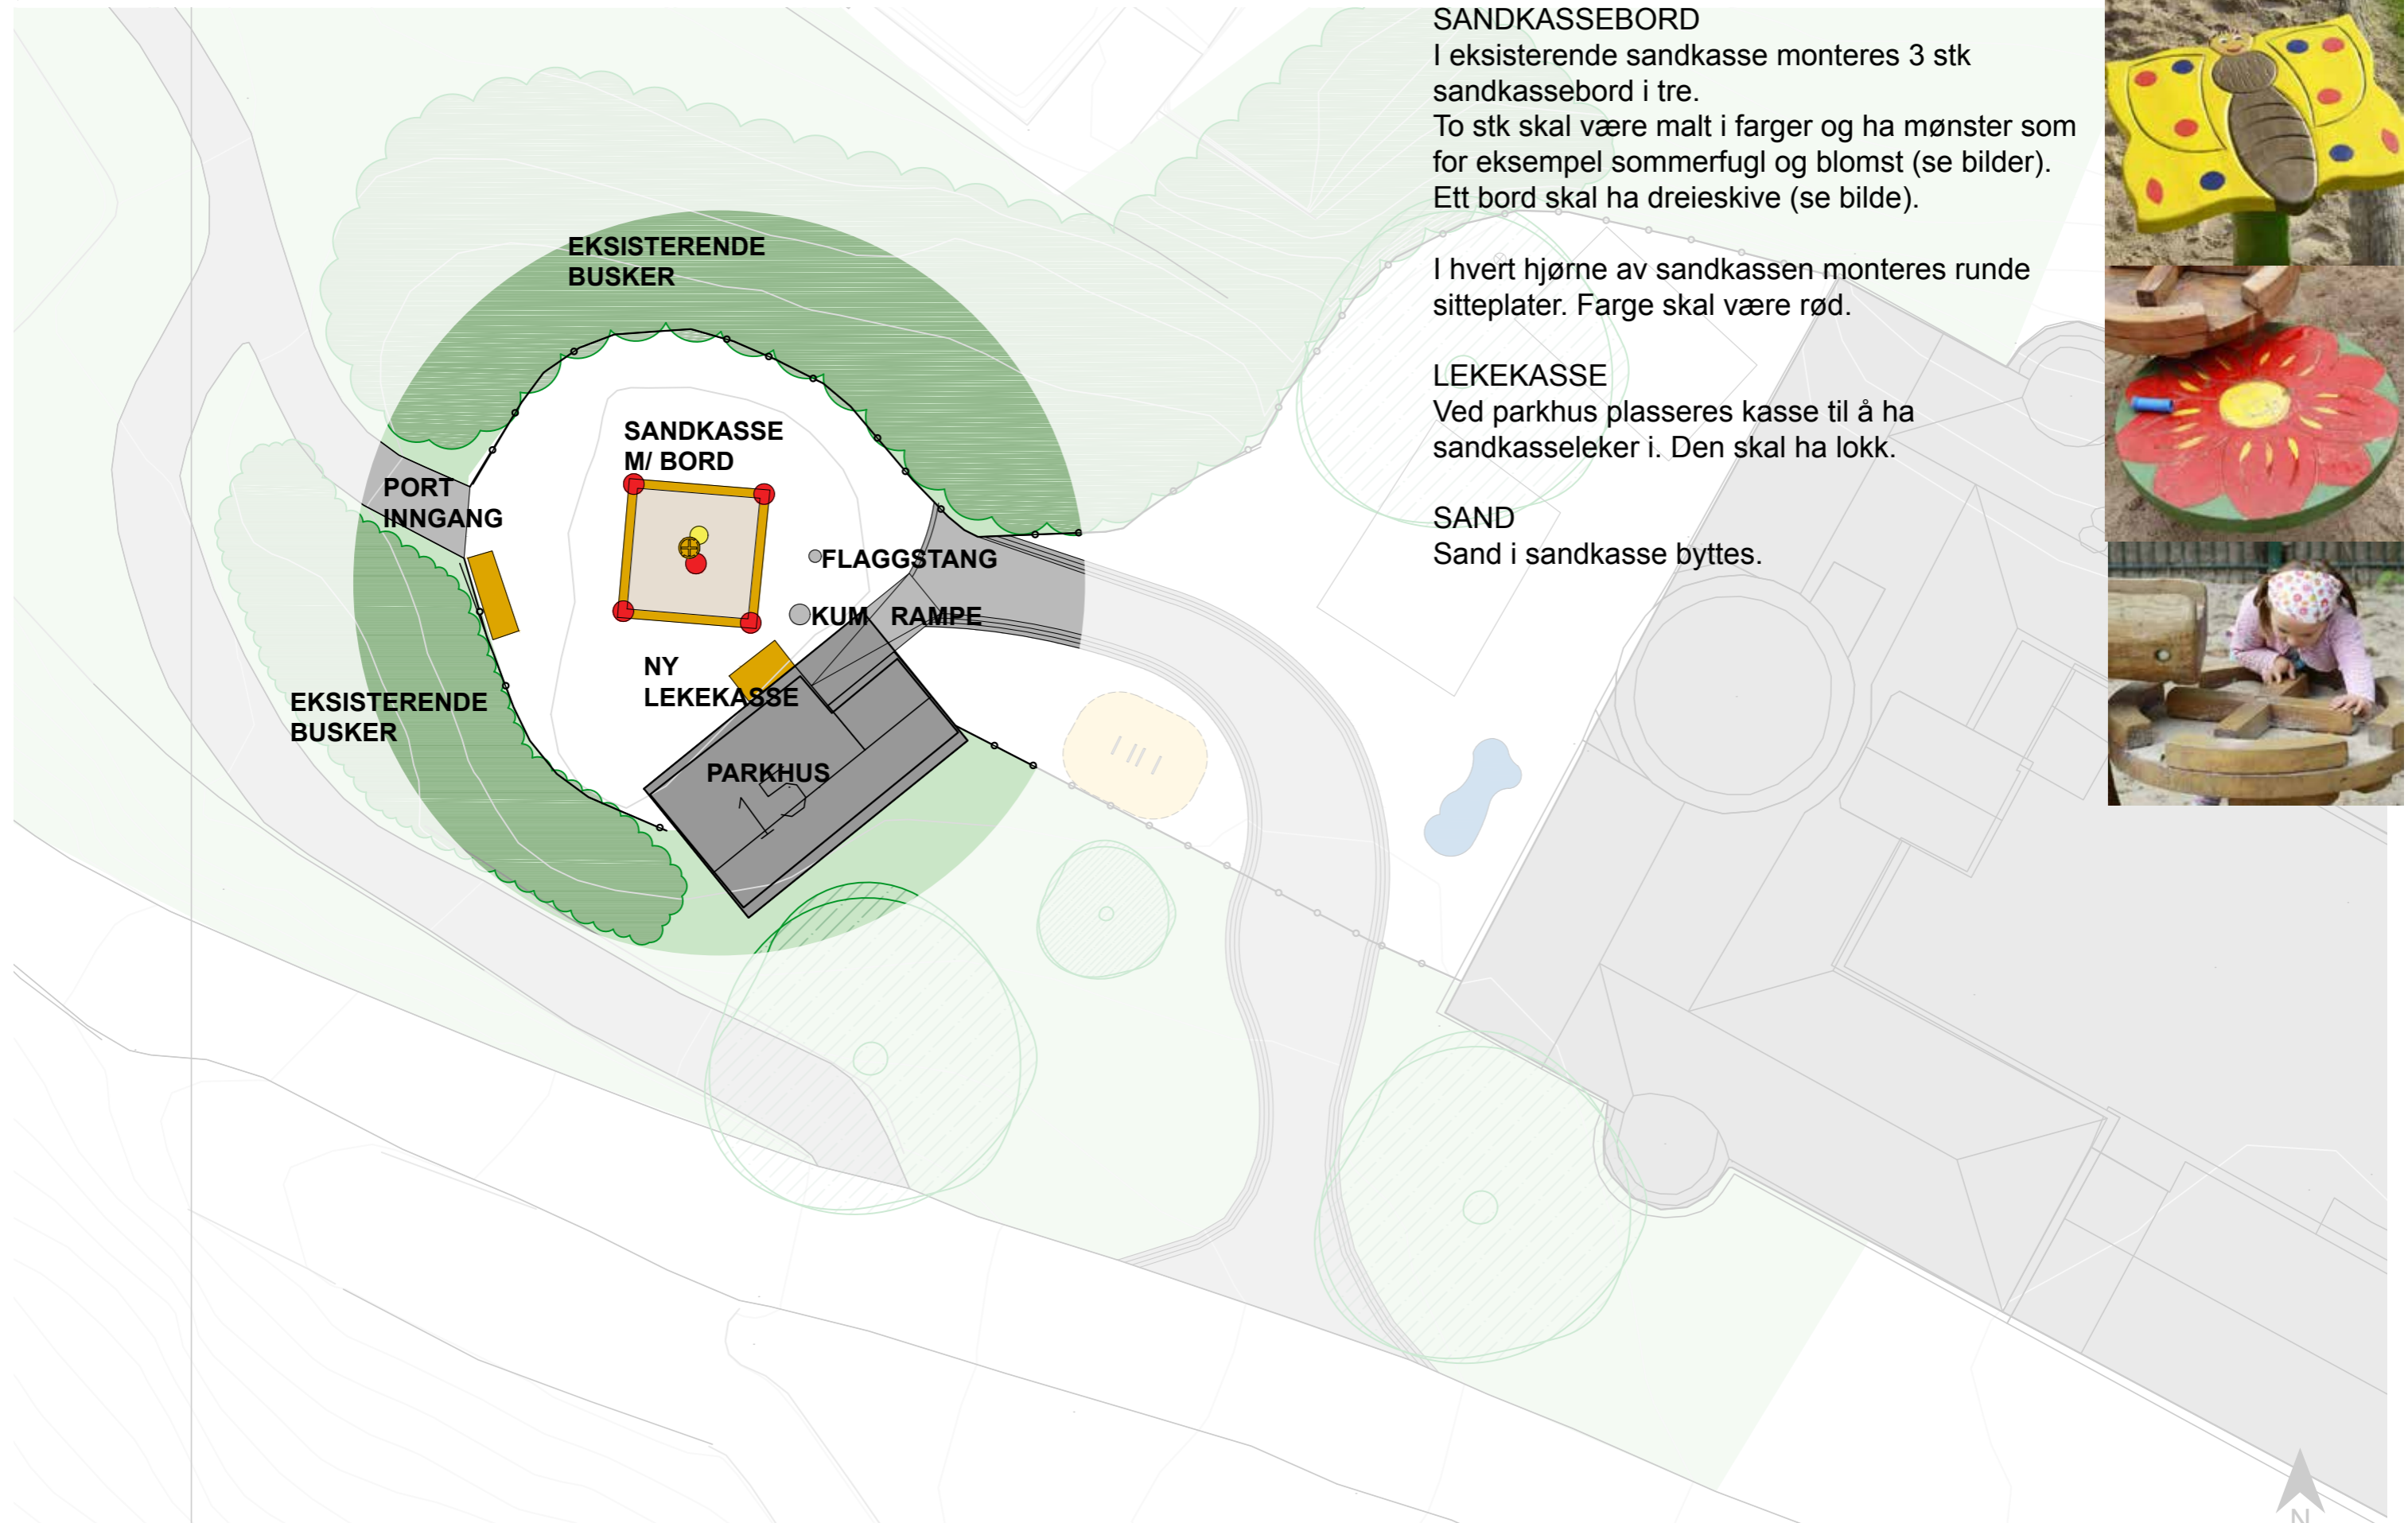 SANDKASSEBORD
I eksisterende sandkasse monteres 3 stk
sandkassebord i tre.
To stk skal være malt i farger og ha mønster som
for eksempel sommerfugl og blomst (se bilder).
Ett bord skal ha dreieskive (se bilde).
I hvert hjørne av sandkassen monteres runde
sitteplater. Farge skal være rød.
LEKEKASSE
Ved parkhus plasseres kasse til å ha
sandkasseleker i. Den skal ha lokk.
SAND
Sand i sandkasse byttes.
EKSISTERENDE
BUSKER
SANDKASSE
M/ BORD
PORT
INNGANG
FLAGGSTANG
KUM
RAMPE
NY
LEKEKASSE
EKSISTERENDE
BUSKER
PARKHUS
15
N